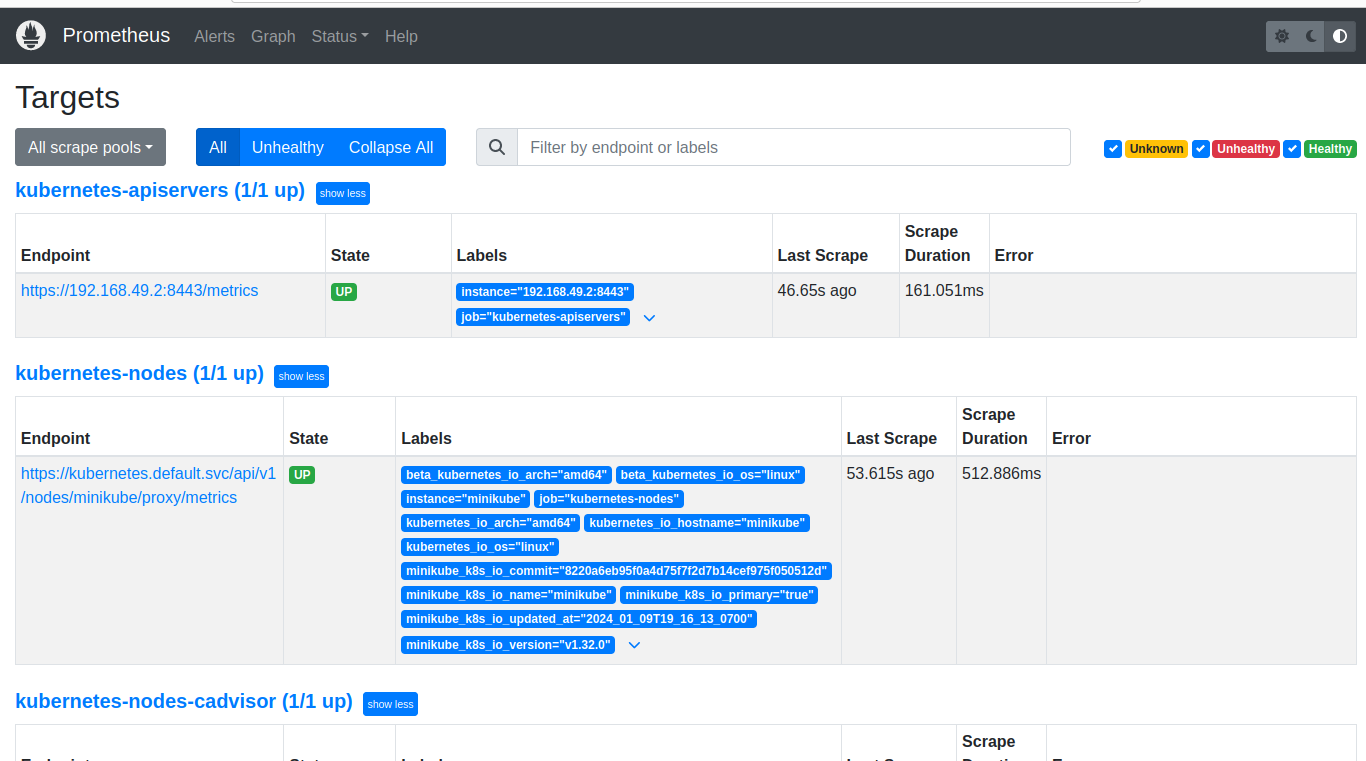 Prometheus Alerts Graph Status Help
Targets
All scrape pools All Unhealthy Collapse All Filter by endpoint or labels Unknown Unhealthy Healthy
kubernetes-apiservers (1/1 up) show less
Scrape
Endpoint State Labels Last Scrape Duration Error
https://192.168.49.2:8443/metrics UP instance="192.168.49.2:8443" 46.65s ago 161.051ms
job="kubernetes-apiservers"
kubernetes-nodes (1/1 up) show less
Scrape
Endpoint State Labels Last Scrape Duration Error
https://kubernetes.default.svc/api/v1 UP beta_kubernetes_io_arch="amd64" beta_kubernetes_io_os="linux" 53.615s ago 512.886ms
/nodes/minikube/proxy/metrics instance="minikube" job="kubernetes-nodes"
kubernetes_io_arch="amd64" kubernetes_io_hostname="minikube"
kubernetes_io_os="linux"
minikube_k8s_io_commit="8220a6eb95f0a4d75f7f2d7b14cef975f050512d"
minikube_k8s_io_name="minikube" minikube_k8s_io_primary="true"
minikube_k8s_io_updated_at="2024_01_09T19_16_13_0700"
minikube_k8s_io_version="v1.32.0"
kubernetes-nodes-cadvisor (1/1 up) show less
Scrape